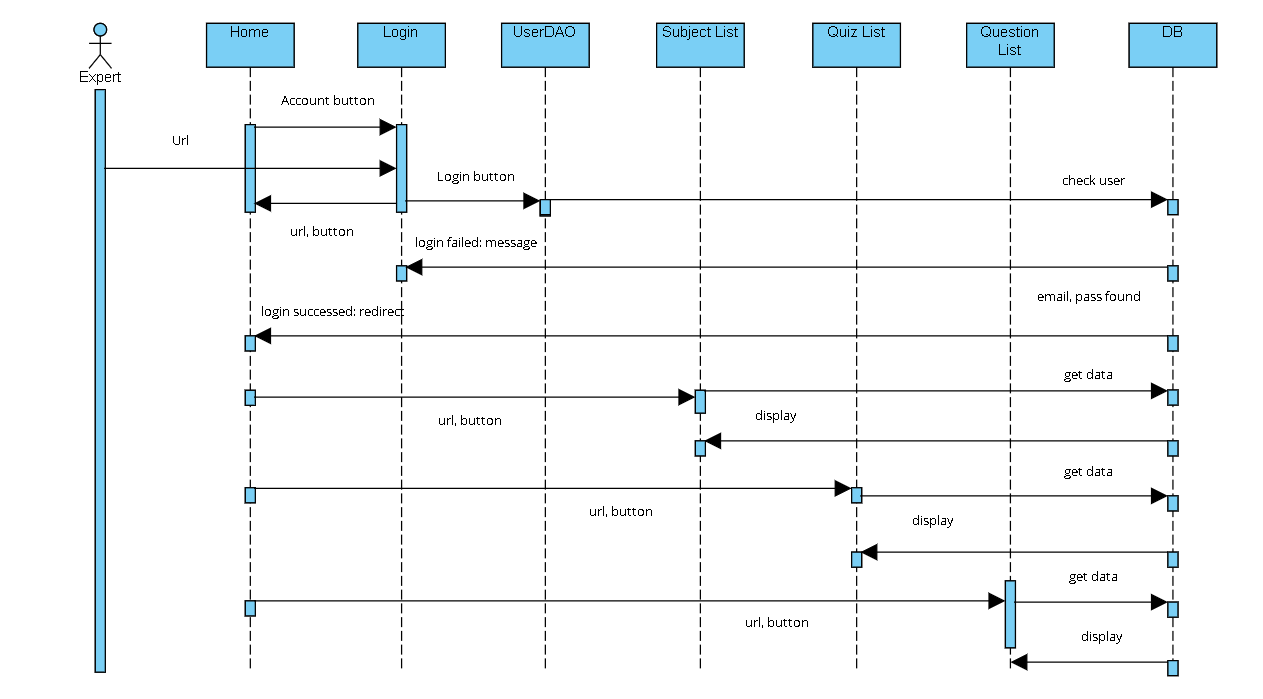 Home
Login
UserDAO
Subject List
Quiz List
Question
List
DB
Expert
Account button
Url
Login button
check user
url, button
login failed: message
email, pass found
login successed: redirect
get data
url, button
display
get data
url, button
display
get data
url, button
display